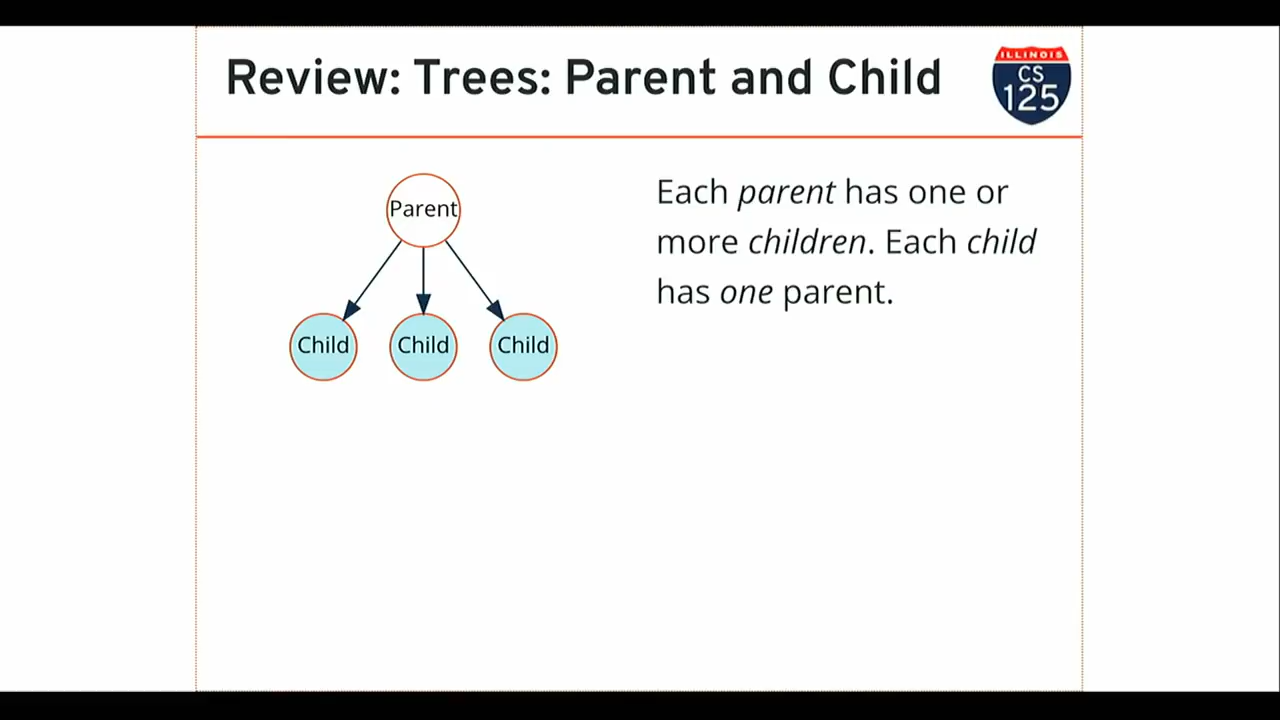 Review: Trees: Parent and Child
ILLINOIS
CS
125
Parent
Child Child Child
Each parent has one or
more children. Each child
has one parent.